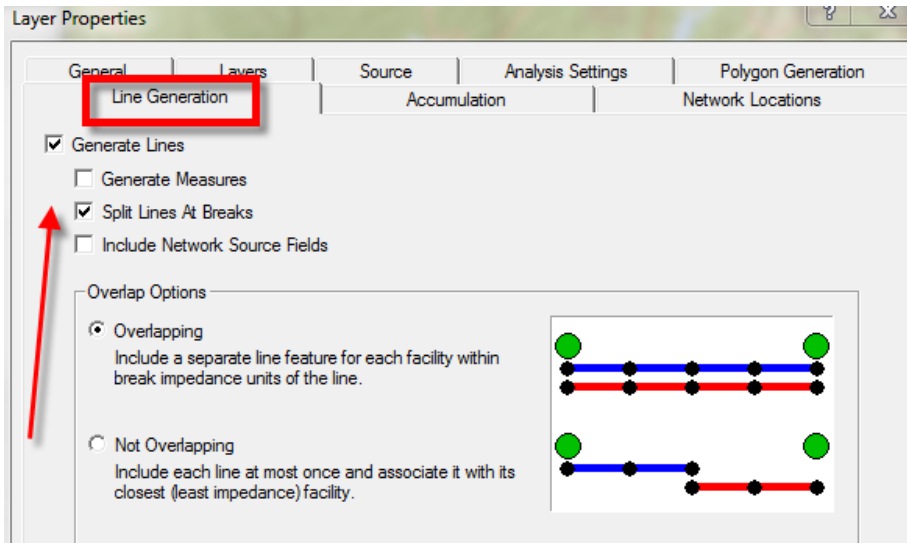 Layer Properties
General Layers Source Analysis Settings Polygon Generation
Line Generation Accumulation Network Locations
Generate Lines
Generate Measures
Split Lines At Breaks
Include Network Source Fields
Overlap Options
Overlapping
Include a separate line feature for each facility within
break impedance units of the line.
Not Overlapping
Include each line at most once and associate it with its
closest (least impedance) facility.